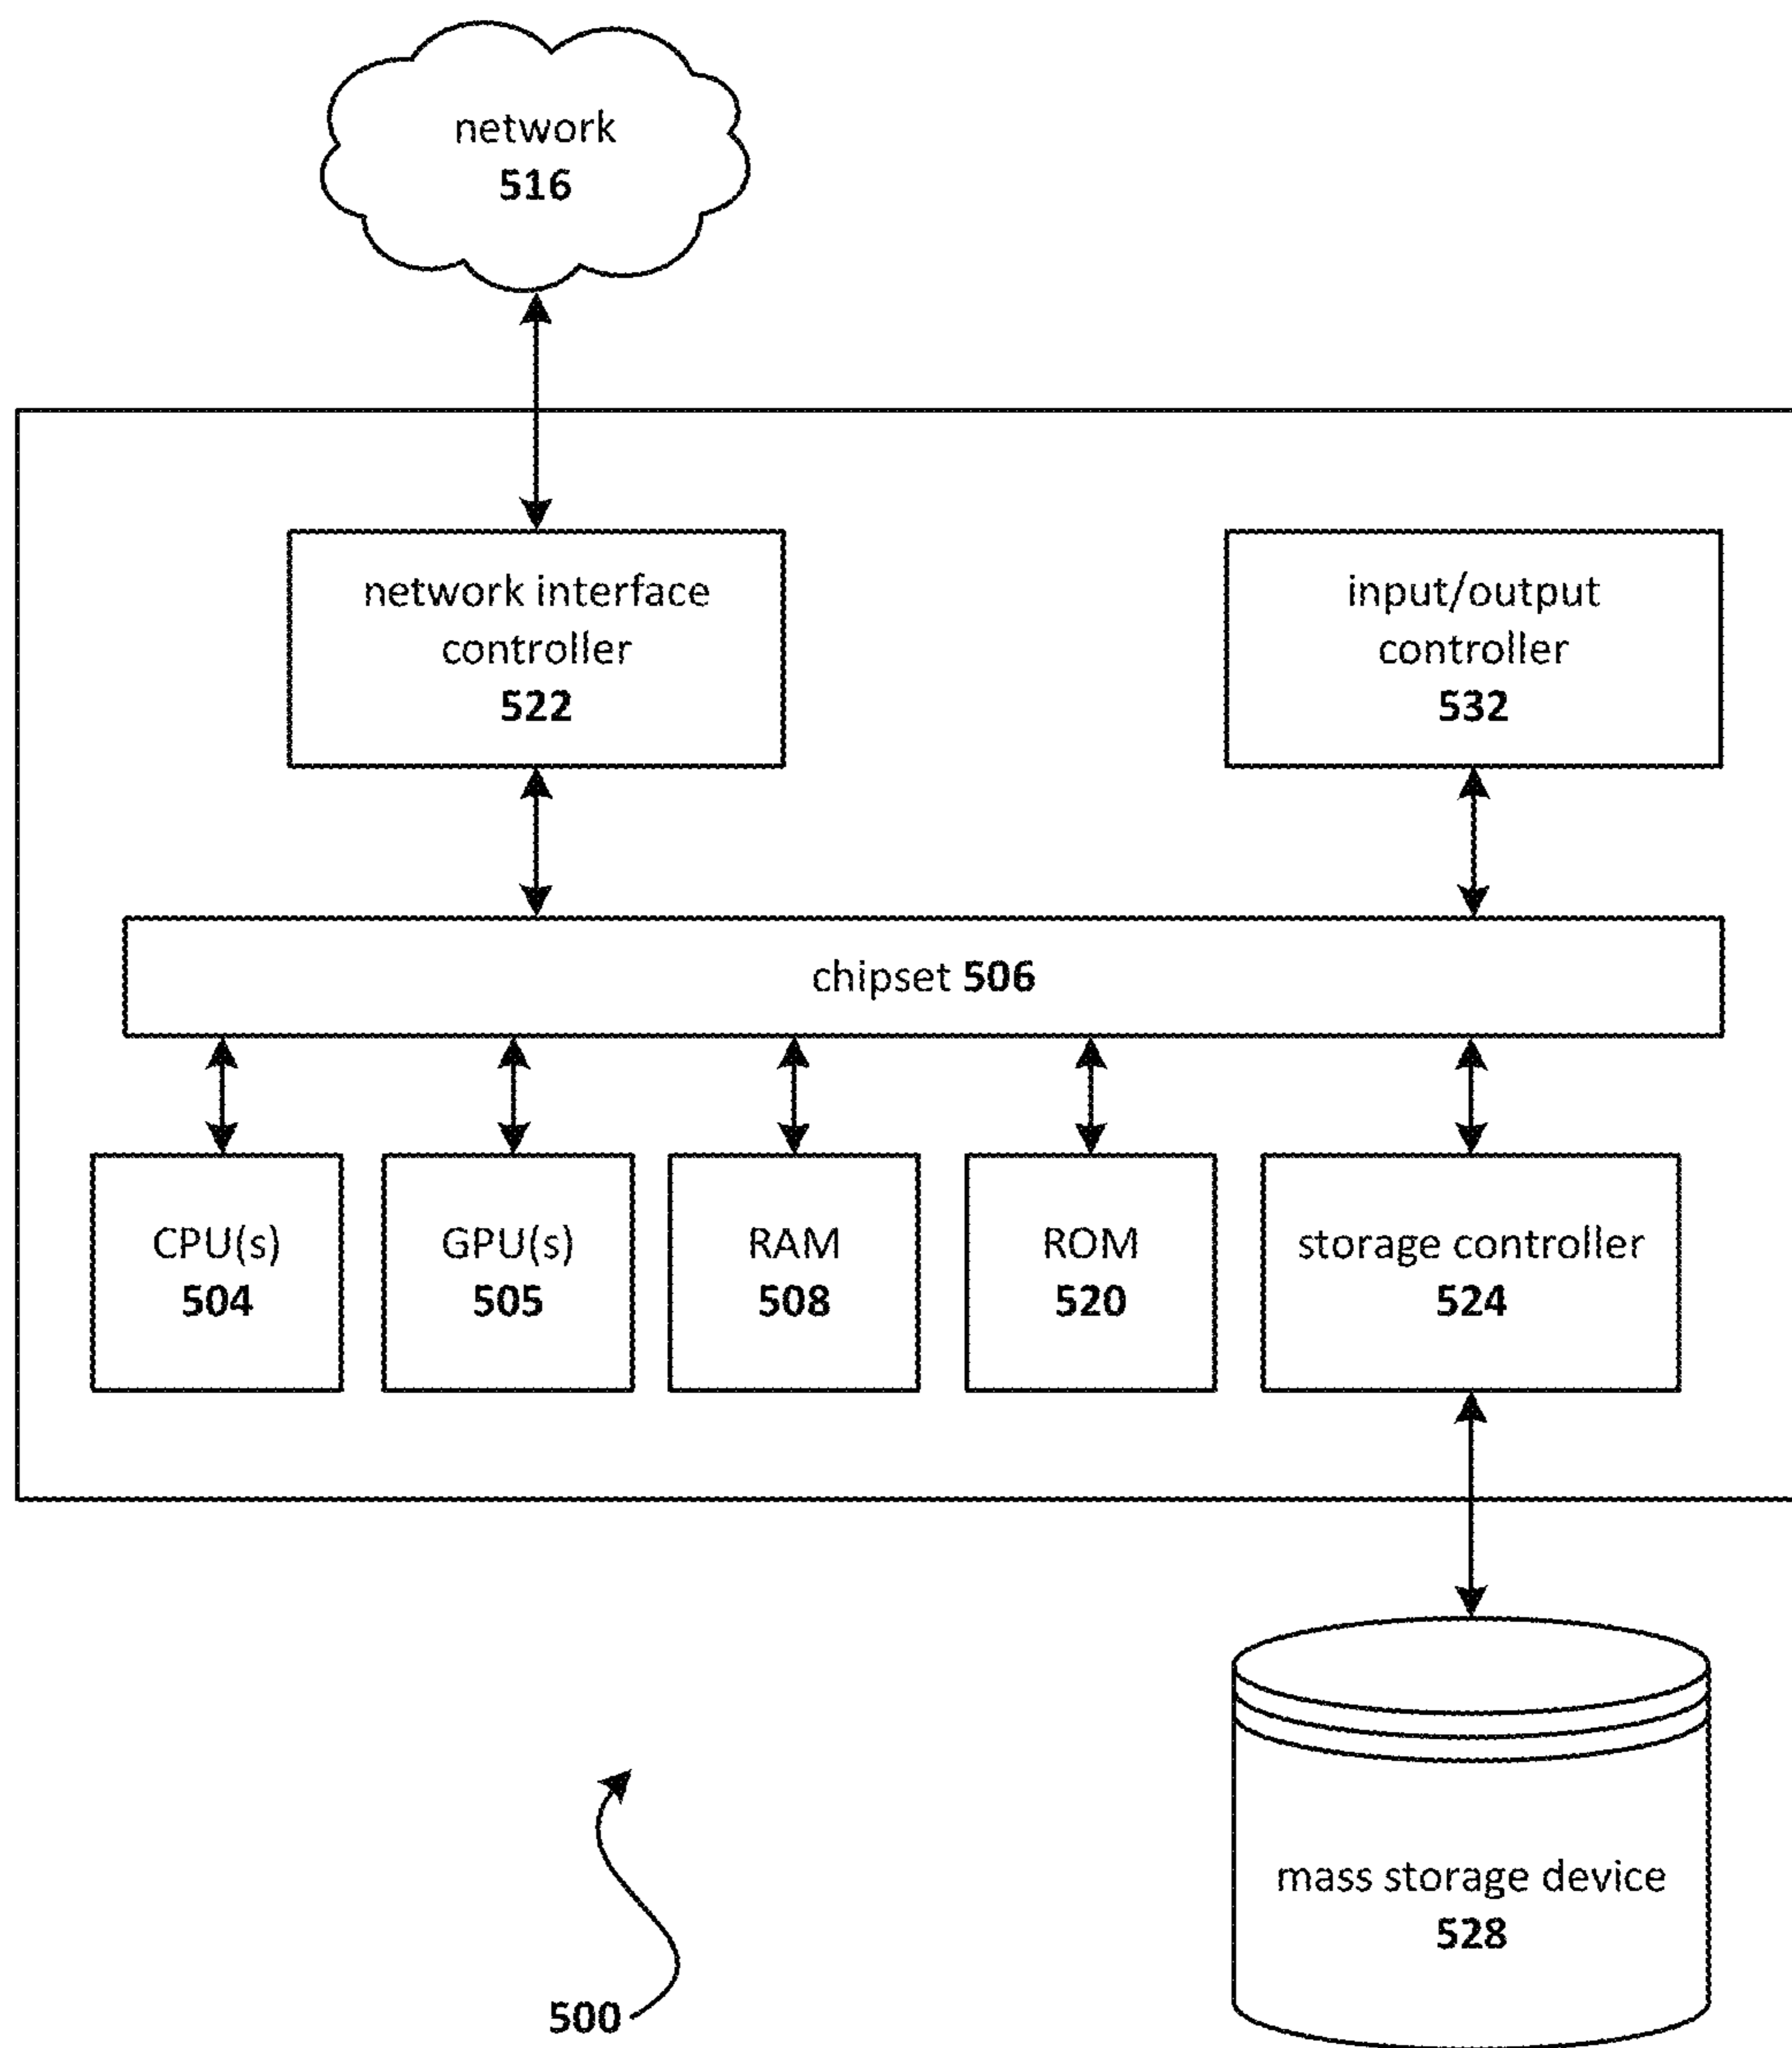 network
516
network interface
controller
522
input/output
controller
532
chipset 506
CPU(s)
504
GPU(s)
505
RAM
508
ROM
520
storage controller
524
mass storage device
528
500